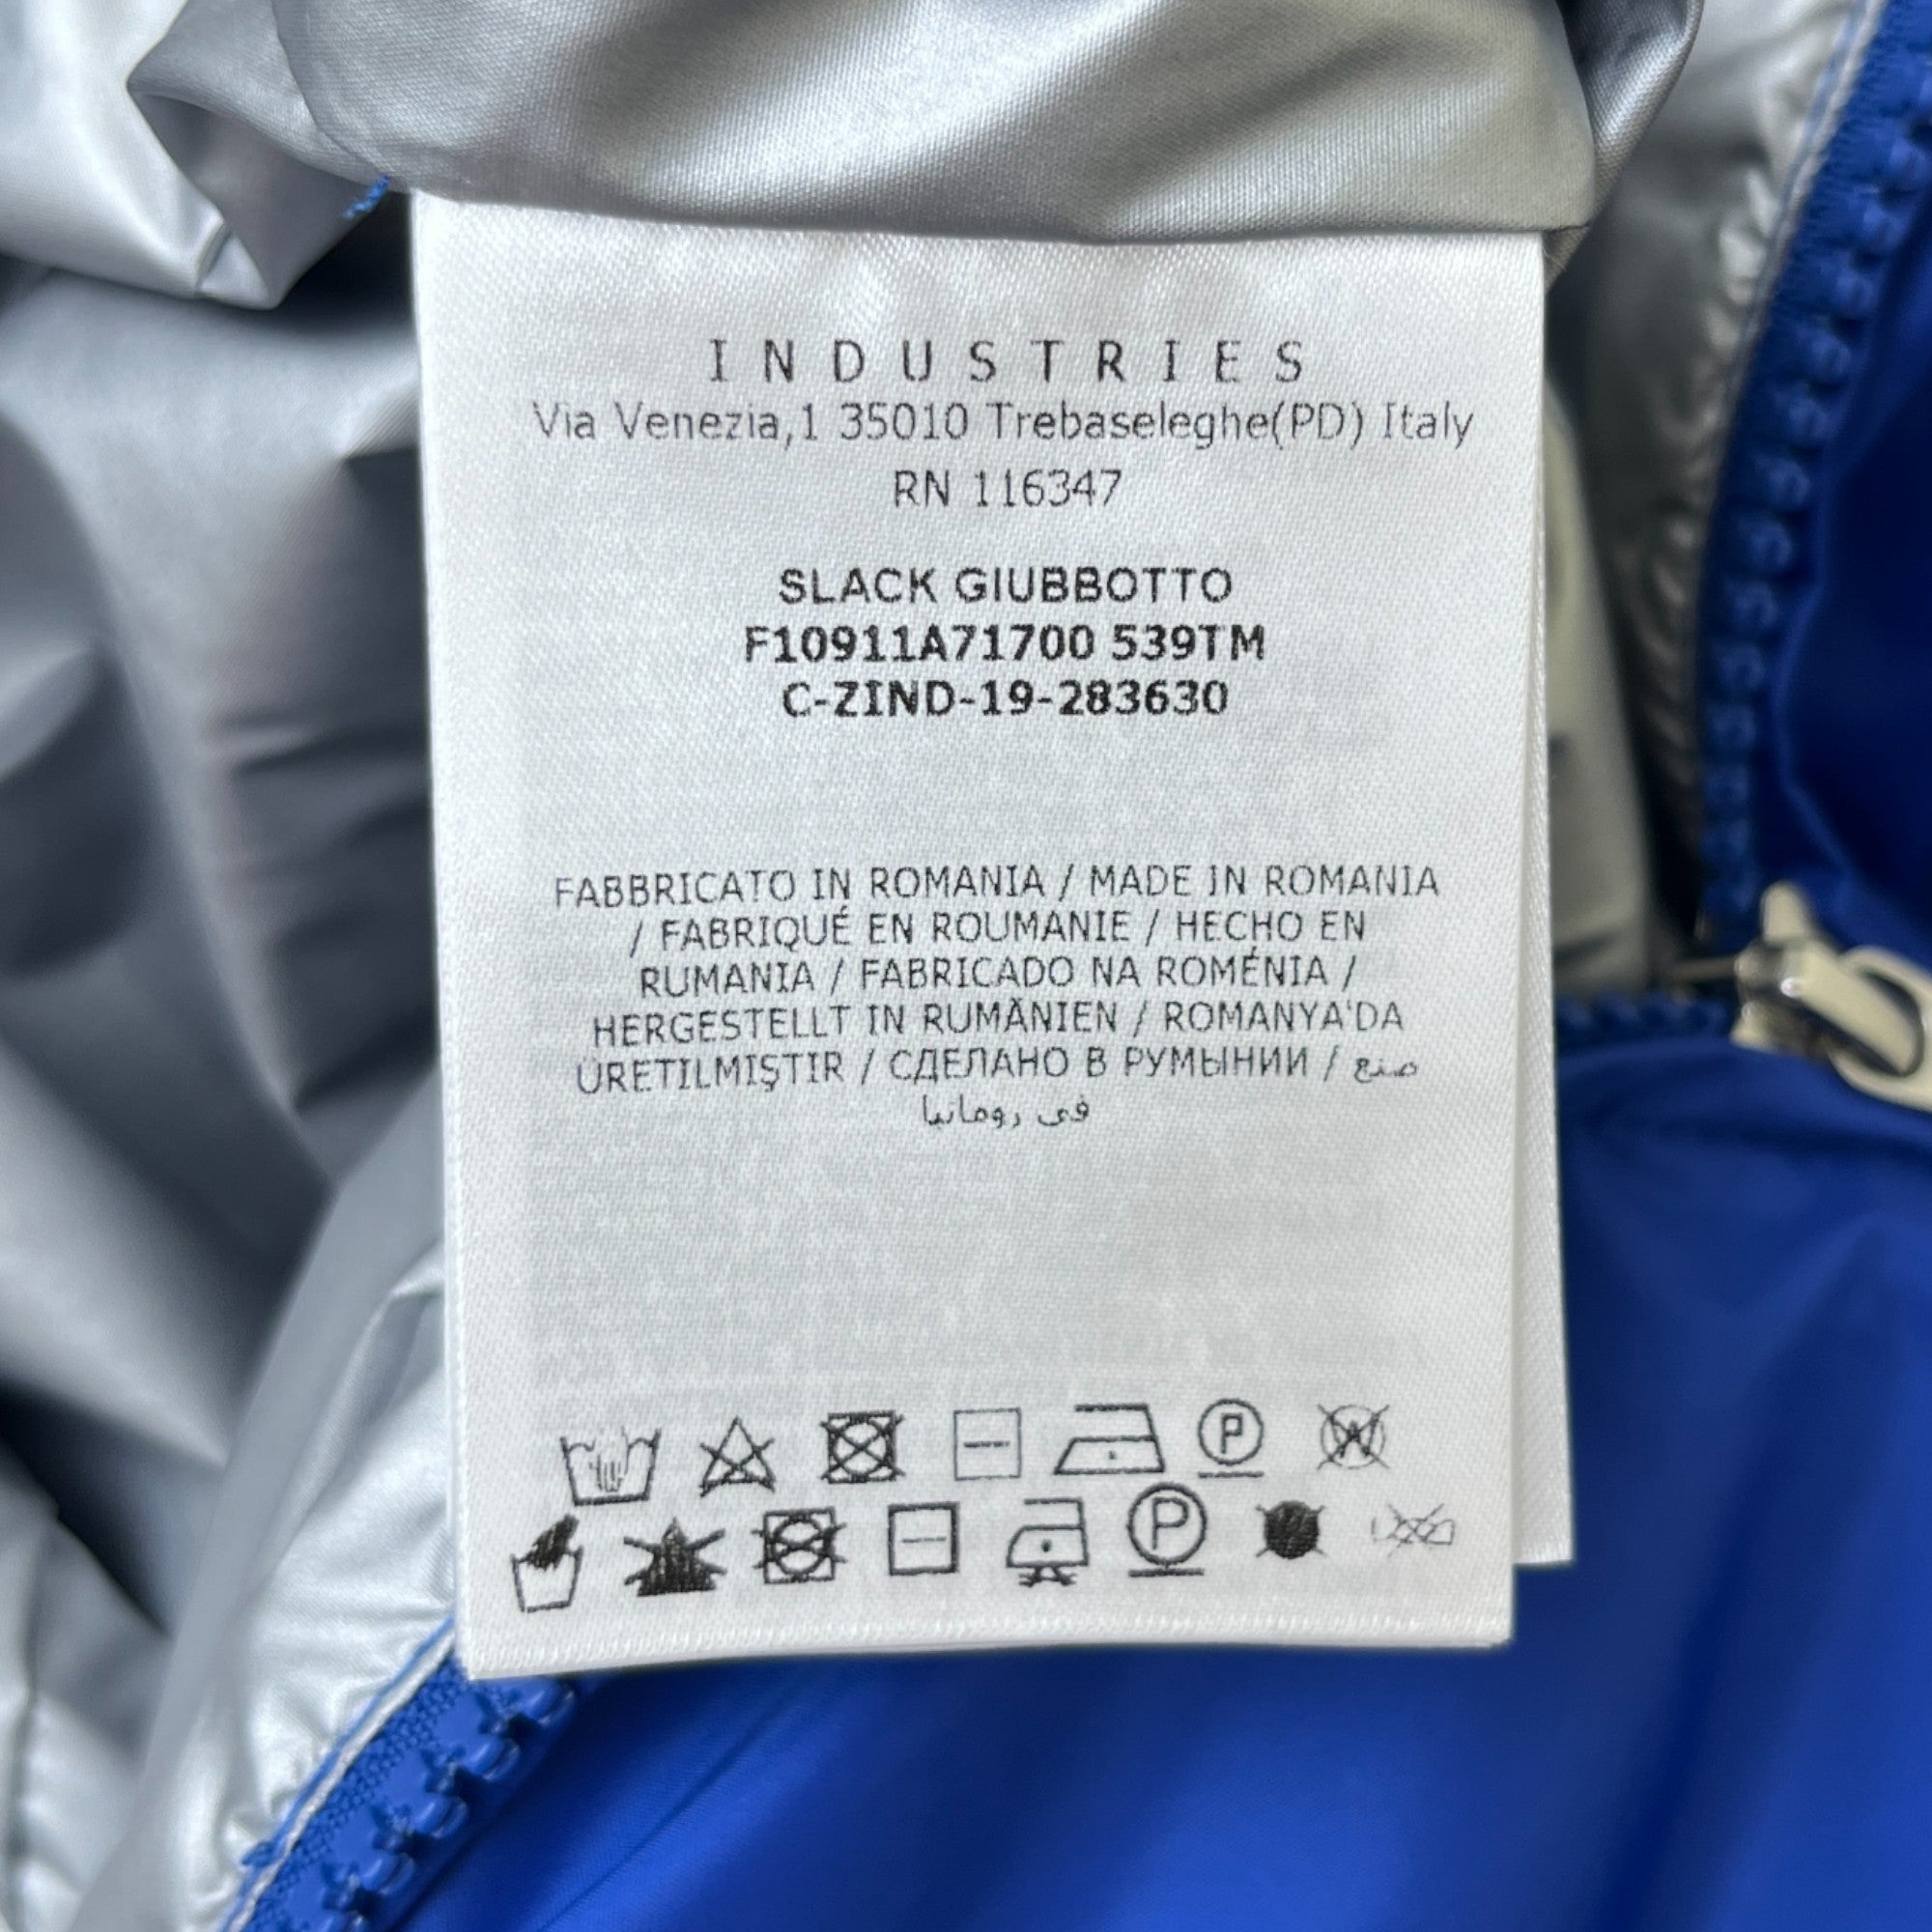 INDUSTRIES
Via Venezia,1 35010 Trebaseleghe(PD) Italy
RN 116347
SLACK GIUBBOTTO
F10911A71700 539TM
C-ZIND-19-283630
FABBRICATO IN ROMANIA / MADE IN ROMANIA
/ FABRIQUÉ EN ROUMANIE / HECHO EN
RUMANIA / FABRICADO NA ROMÉNIA /
HERGESTELLT IN RUMÄNIEN / ROMANYA'DA
ÜRETILMIŞTIR / СДЕЛАНО В РУМЫНИИ / صنع
فى رومانيا
P W
P